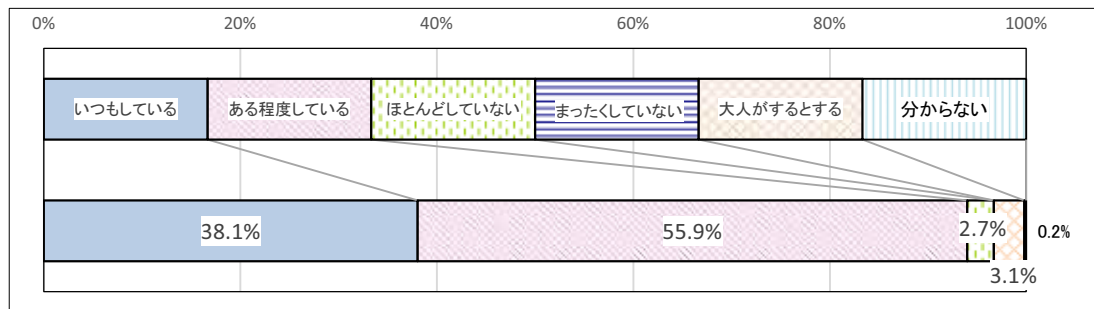 0% 20% 40% 60% 80% 100%
いつもしている ある程度している ほとんどしていない まったくしていない 大人がするとする 分からない
38.1% 55.9% 2.7% 0.2%
3.1%